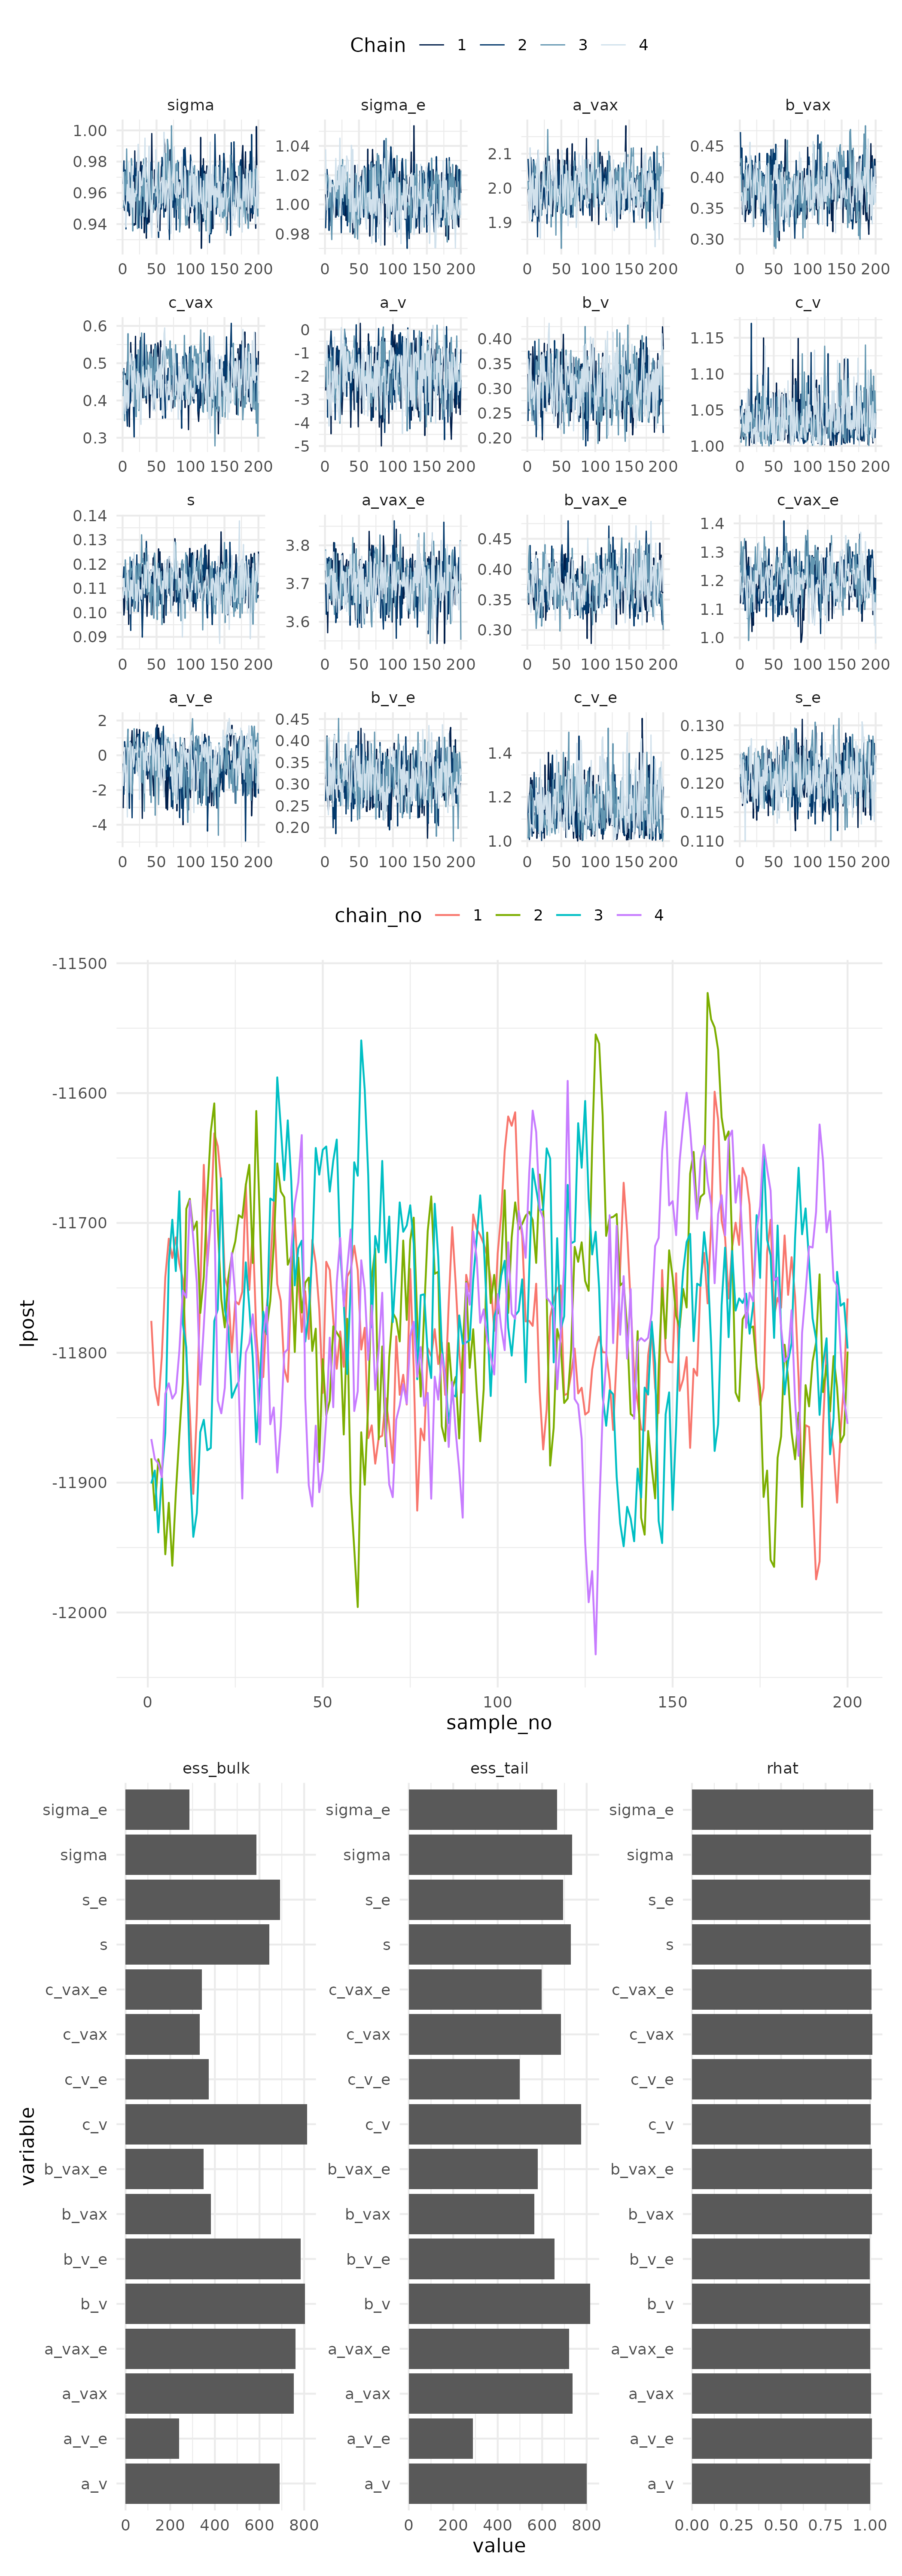 Chain 1 2 3 4
sigma sigma_e a_vax b_vax
1.00 0.98 0.96 0.94
1.04 1.02 1.00 0.98
2.1 2.0 1.9
0.45 0.40 0.35 0.30
0 50 100 150 200 0 50 100 150 200 0 50 100 150 200 0 50 100 150 200
c_vax a_v b_v c_v
0.6 0.5 0.4 0.3
0 -1 -2 -3 -4 -5
0.40 0.35 0.30 0.25 0.20
1.15 1.10 1.05 1.00
0 50 100 150 200 0 50 100 150 200 0 50 100 150 200 0 50 100 150 200
s a_vax_e b_vax_e c_vax_e
0.14 0.13 0.12 0.11 0.10 0.09
3.8 3.7 3.6
0.45 0.40 0.35 0.30
1.4 1.3 1.2 1.1 1.0
0 50 100 150 200 0 50 100 150 200 0 50 100 150 200 0 50 100 150 200
a_v_e b_v_e c_v_e s_e
2 0 -2 -4
0.45 0.40 0.35 0.30 0.25 0.20
1.4 1.2 1.0
0.130 0.125 0.120 0.115 0.110
0 50 100 150 200 0 50 100 150 200 0 50 100 150 200 0 50 100 150 200
chain_no 1 2 3 4
-11500
-11600
-11700
-11800
-11900
-12000
lpost
0 50 100 150 200
sample_no
ess_bulk ess_tail rhat
sigma_e sigma_e sigma_e
sigma sigma sigma
s_e s_e s_e
s s s
c_vax_e c_vax_e c_vax_e
c_vax c_vax c_vax
c_v_e c_v_e c_v_e
c_v c_v c_v
b_vax_e b_vax_e b_vax_e
b_vax b_vax b_vax
b_v_e b_v_e b_v_e
b_v b_v b_v
a_vax_e a_vax_e a_vax_e
a_vax a_vax a_vax
a_v_e a_v_e a_v_e
a_v a_v a_v
variable
0 200 400 600 800 0 200 400 600 800 0.00 0.25 0.50 0.75 1.00
value